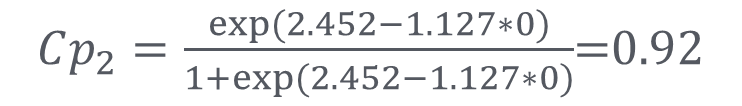 Cp₂ = exp(2.452−1.127∗0) / 1+exp(2.452−1.127∗0) =0.92